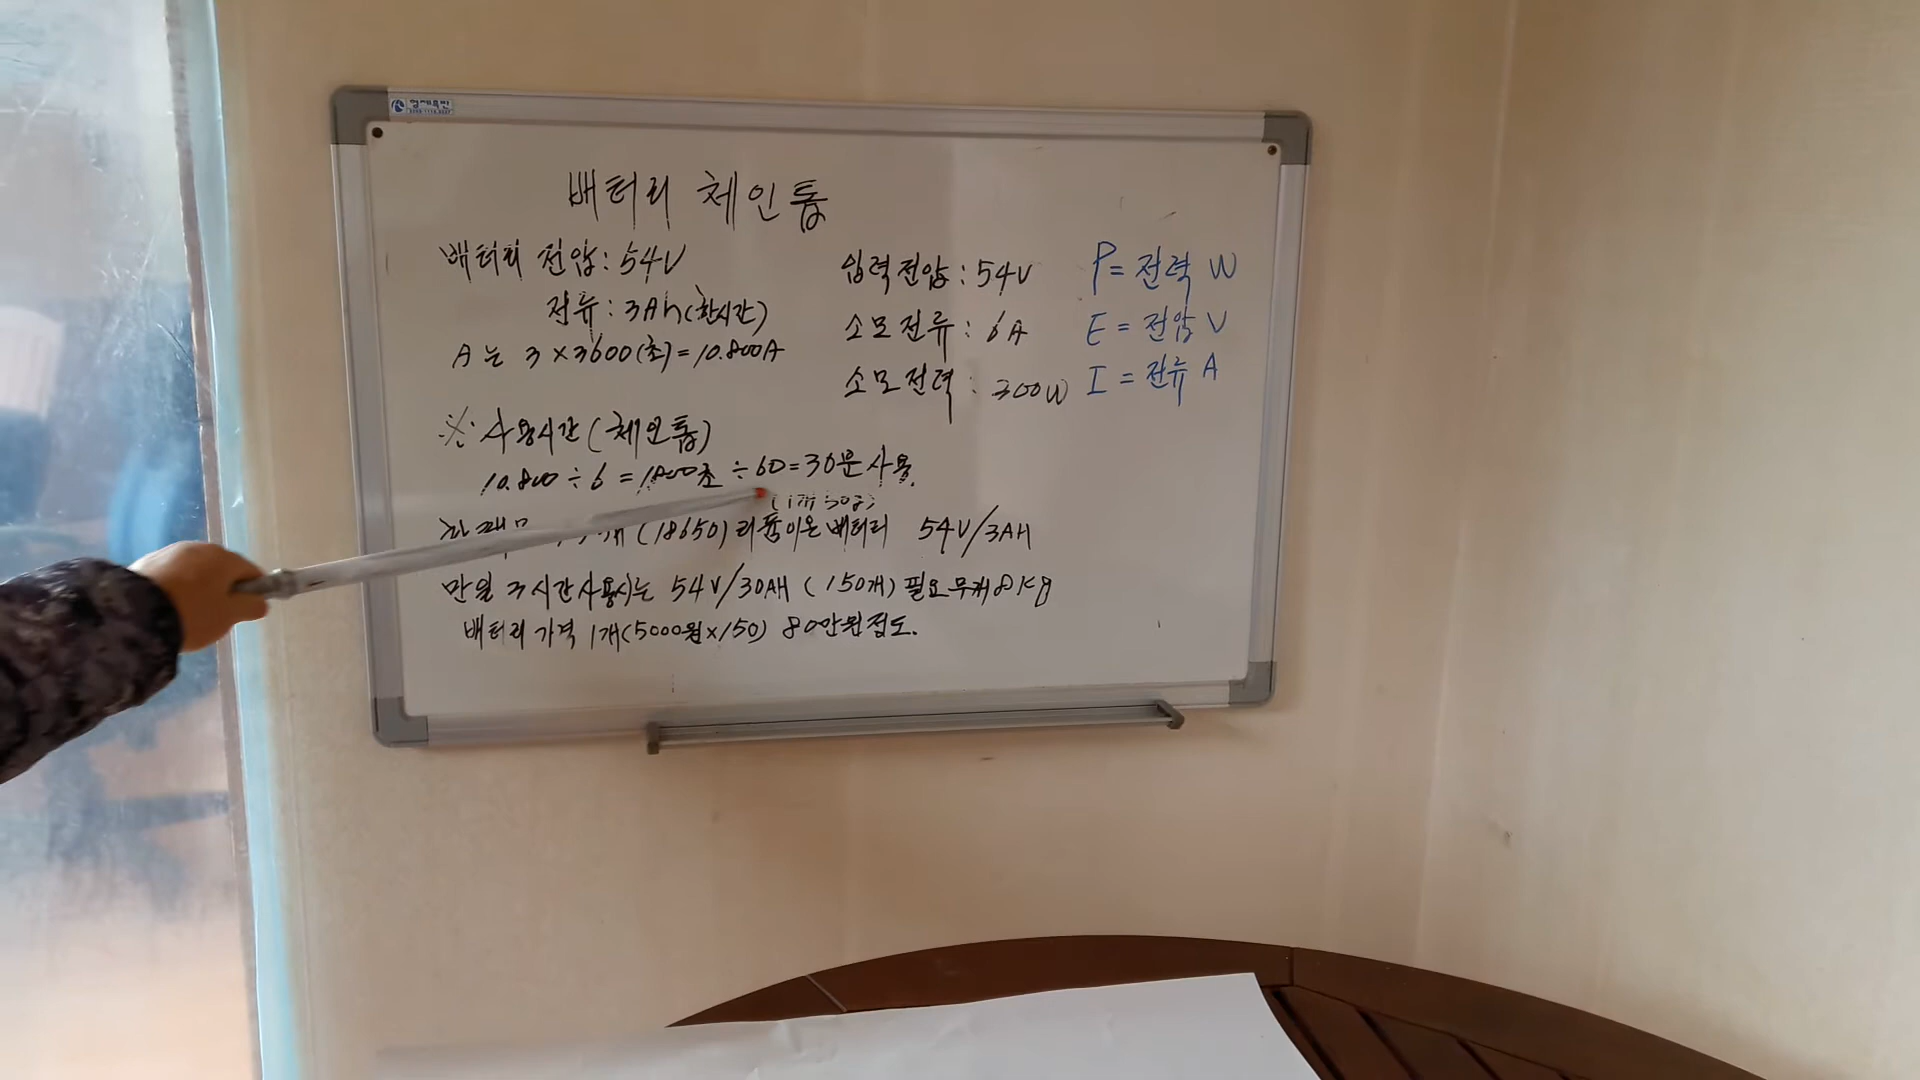 배터리 체인톱
배터리 전압: 54V
전류: 3Ah(한시간)
A는 3×3600(초)=10.800A
입력전압: 54V
소모전류: 6A
소모전력: 300W
P= 전력 W
E= 전압 V
I= 전류 A
※ 사용시간(체인톱)
10.800÷6=1800초÷60=30분사용.
(1개 50g)
(18650) 리튬이온배터리 54V/3AH
만일 3시간사용시는 54V/30AH (150개) 필요무게 8KG
배터리 가격 1개(5000원×150) 80만원정도.